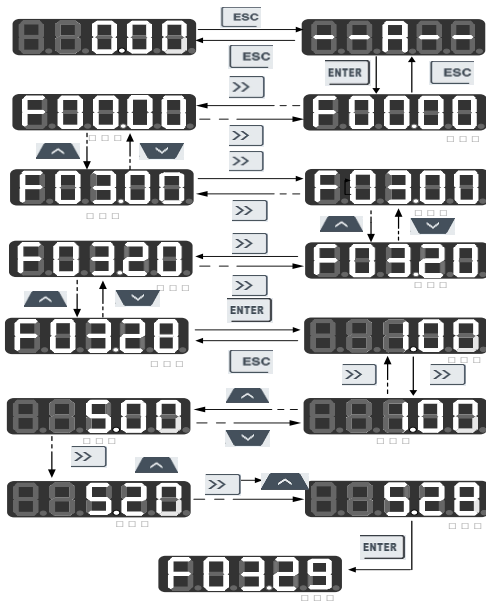 ESC
0.00
--A--
ESC
ENTER
ESC
>>
F00.00
F00.00
>>
>>
F03.00
F03.00
>>
>>
F03.20
F03.20
>>
ENTER
F03.28
1.00
ESC
>>
>>
5.00
1.00
>>
>>
5.20
5.28
ENTER
F03.29